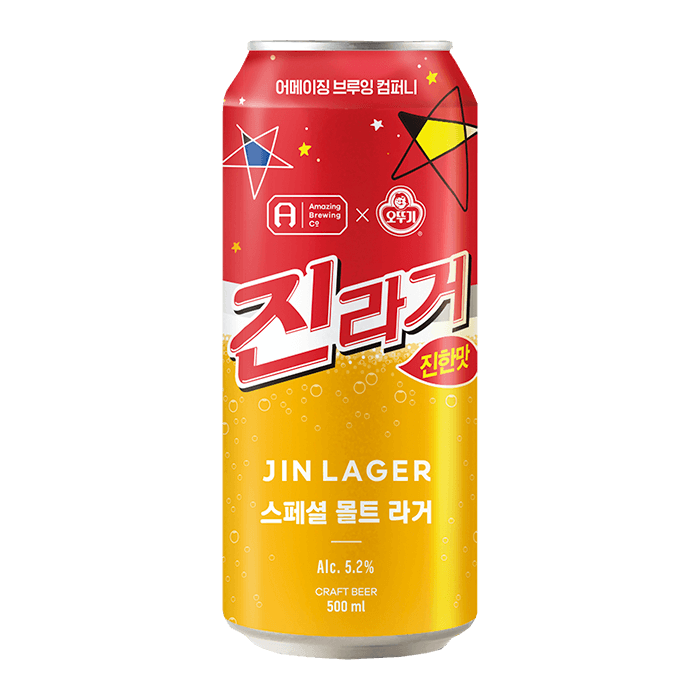 어메이징 브루잉 컴퍼니
Amazing
Brewing
Co
×
오뚜기
®
진라거
진한맛
JIN LAGER
스페셜 몰트 라거
Alc. 5.2%
CRAFT BEER
500 ml